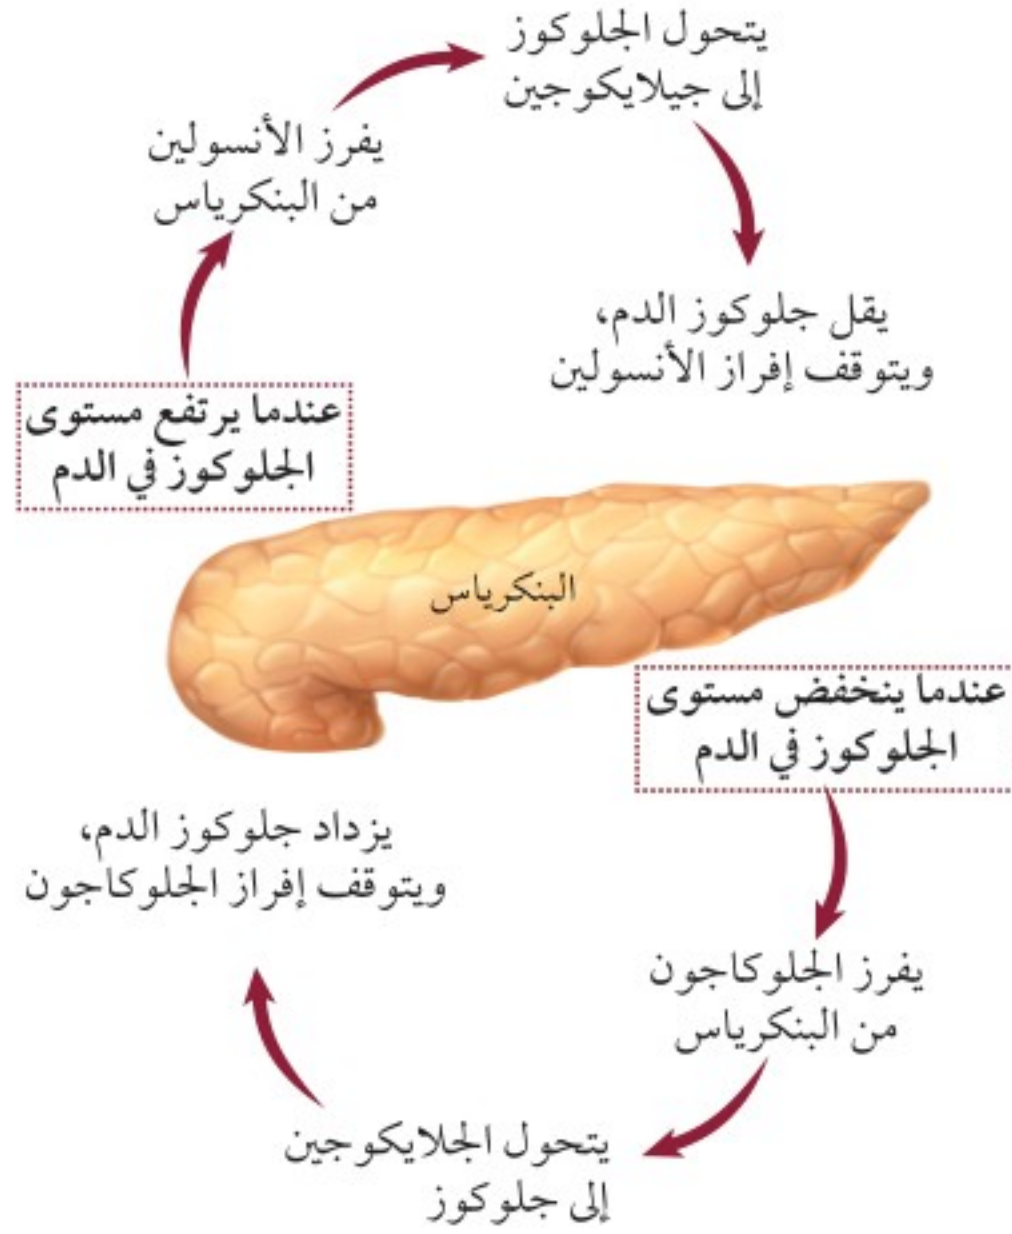 يتحول الجلوكوز
إلى جيلايكوجين
يفرز الأنسولين
من البنكرياس
يقل جلوكوز الدم،
ويتوقف إفراز الأنسولين
عندما يرتفع مستوى
الجلوكوز في الدم
البنكرياس
عندما ينخفض مستوى
الجلوكوز في الدم
يزداد جلوكوز الدم،
ويتوقف إفراز الجلوكاجون
يفرز الجلوكاجون
من البنكرياس
يتحول الجلايكوجين
إلى جلوكوز